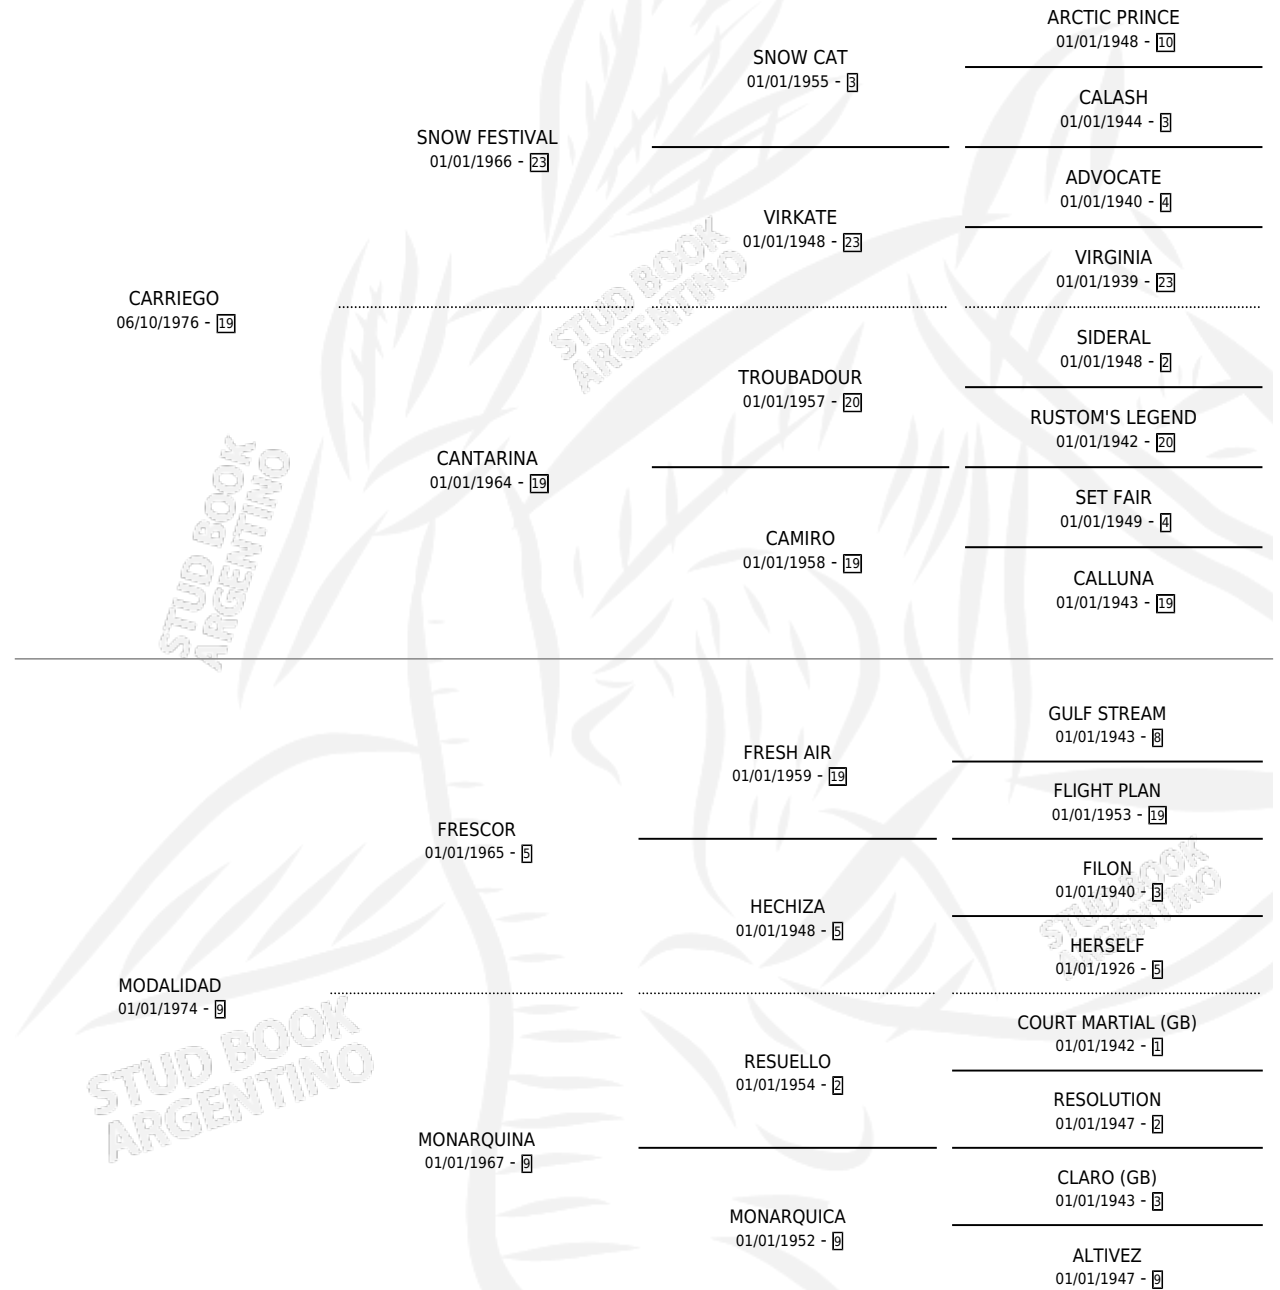 ARCTIC PRINCE
01/01/1948 - 10
SNOW CAT
01/01/1955 - 3
CALASH
01/01/1944 - 3
SNOW FESTIVAL
01/01/1966 - 23
ADVOCATE
01/01/1940 - 4
VIRKATE
01/01/1948 - 23
VIRGINIA
01/01/1939 - 23
CARRIEGO
06/10/1976 - 19
SIDERAL
01/01/1948 - 2
TROUBADOUR
01/01/1957 - 20
RUSTOM'S LEGEND
01/01/1942 - 20
CANTARINA
01/01/1964 - 19
SET FAIR
01/01/1949 - 4
CAMIRO
01/01/1958 - 19
CALLUNA
01/01/1943 - 19
STUD BOOK
ARGENTINO
STUD BOOK
ARGENTINO
GULF STREAM
01/01/1943 - 8
FRESH AIR
01/01/1959 - 19
FLIGHT PLAN
01/01/1953 - 19
FRESCOR
01/01/1965 - 5
FILON
01/01/1940 - 3
HECHIZA
01/01/1948 - 5
HERSELF
01/01/1926 - 5
MODALIDAD
01/01/1974 - 9
COURT MARTIAL (GB)
01/01/1942 - 1
RESUELLO
01/01/1954 - 2
RESOLUTION
01/01/1947 - 2
MONARQUINA
01/01/1967 - 9
CLARO (GB)
01/01/1943 - 3
MONARQUICA
01/01/1952 - 9
ALTIVEZ
01/01/1947 - 9
STUD BOOK
ARGENTINO
STUD BOOK
ARGENTINO